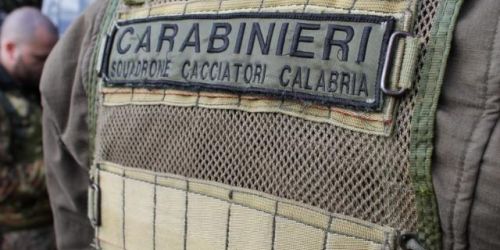 CARABINIERI
SQUADRONE CACCIATORI CALABRIA